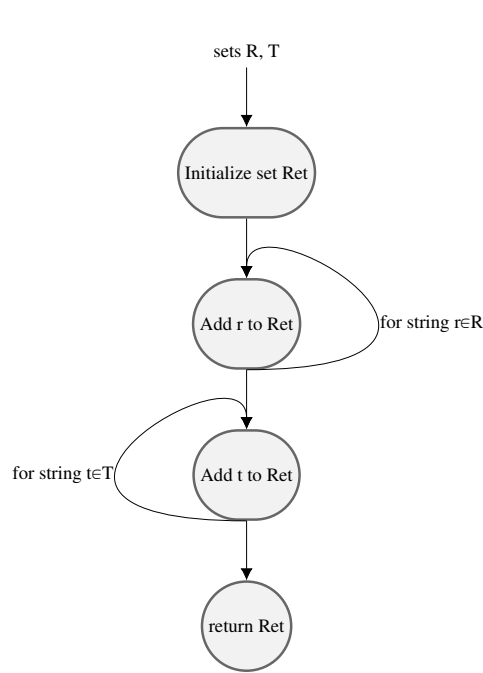 sets R, T
Initialize set Ret
Add r to Ret
for string r∈R
for string t∈T
Add t to Ret
return Ret